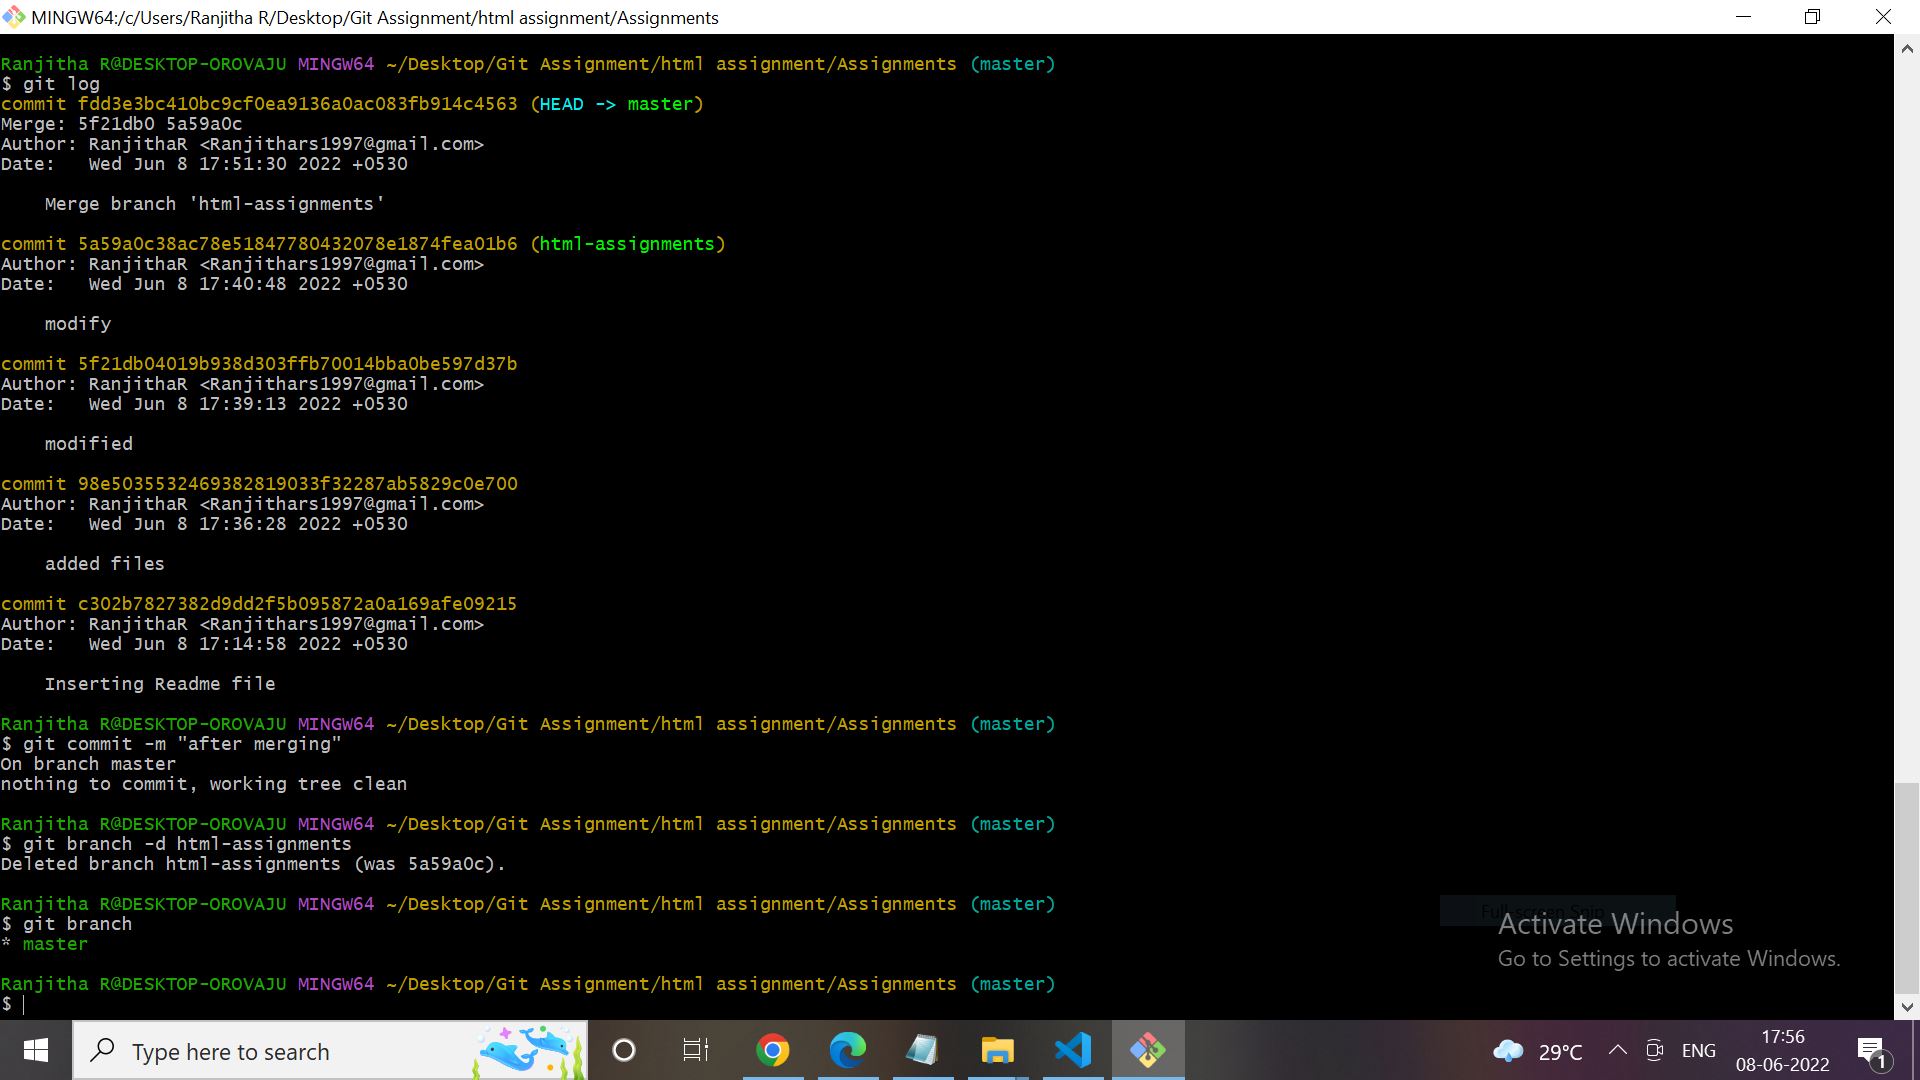 MINGW64:/c/Users/Ranjitha R/Desktop/Git Assignment/html assignment/Assignments
Ranjitha R@DESKTOP-OROVAJU MINGW64 ~/Desktop/Git Assignment/html assignment/Assignments (master)
$ git log
commit fdd3e3bc410bc9cf0ea9136a0ac083fb914c4563 (HEAD -> master)
Merge: 5f21db0 5a59a0c
Author: RanjithaR <Ranjithars1997@gmail.com>
Date:   Wed Jun 8 17:51:30 2022 +0530
    Merge branch 'html-assignments'
commit 5a59a0c38ac78e51847780432078e1874fea01b6 (html-assignments)
Author: RanjithaR <Ranjithars1997@gmail.com>
Date:   Wed Jun 8 17:40:48 2022 +0530
    modify
commit 5f21db04019b938d303ffb70014bba0be597d37b
Author: RanjithaR <Ranjithars1997@gmail.com>
Date:   Wed Jun 8 17:39:13 2022 +0530
    modified
commit 98e5035532469382819033f32287ab5829c0e700
Author: RanjithaR <Ranjithars1997@gmail.com>
Date:   Wed Jun 8 17:36:28 2022 +0530
    added files
commit c302b7827382d9dd2f5b095872a0a169afe09215
Author: RanjithaR <Ranjithars1997@gmail.com>
Date:   Wed Jun 8 17:14:58 2022 +0530
    Inserting Readme file
Ranjitha R@DESKTOP-OROVAJU MINGW64 ~/Desktop/Git Assignment/html assignment/Assignments (master)
$ git commit -m "after merging"
On branch master
nothing to commit, working tree clean
Ranjitha R@DESKTOP-OROVAJU MINGW64 ~/Desktop/Git Assignment/html assignment/Assignments (master)
$ git branch -d html-assignments
Deleted branch html-assignments (was 5a59a0c).
Ranjitha R@DESKTOP-OROVAJU MINGW64 ~/Desktop/Git Assignment/html assignment/Assignments (master)
$ git branch
* master
Ranjitha R@DESKTOP-OROVAJU MINGW64 ~/Desktop/Git Assignment/html assignment/Assignments (master)
$
Full-screen Snip
Activate Windows
Go to Settings to activate Windows.
Type here to search
29°C
ENG
17:56
08-06-2022
1